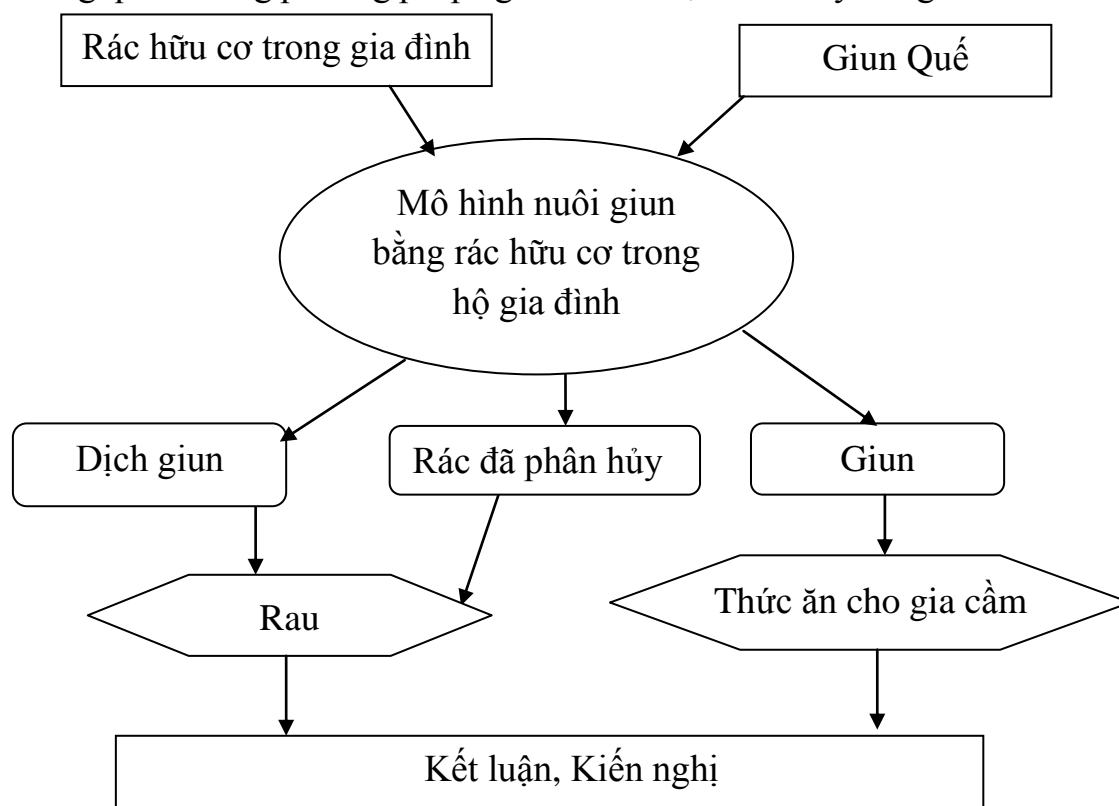 Rác hữu cơ trong gia đình
Giun Quế
Mô hình nuôi giun
bằng rác hữu cơ trong
hộ gia đình
Dịch giun
Rác đã phân hủy
Giun
Rau
Thức ăn cho gia cầm
Kết luận, Kiến nghị